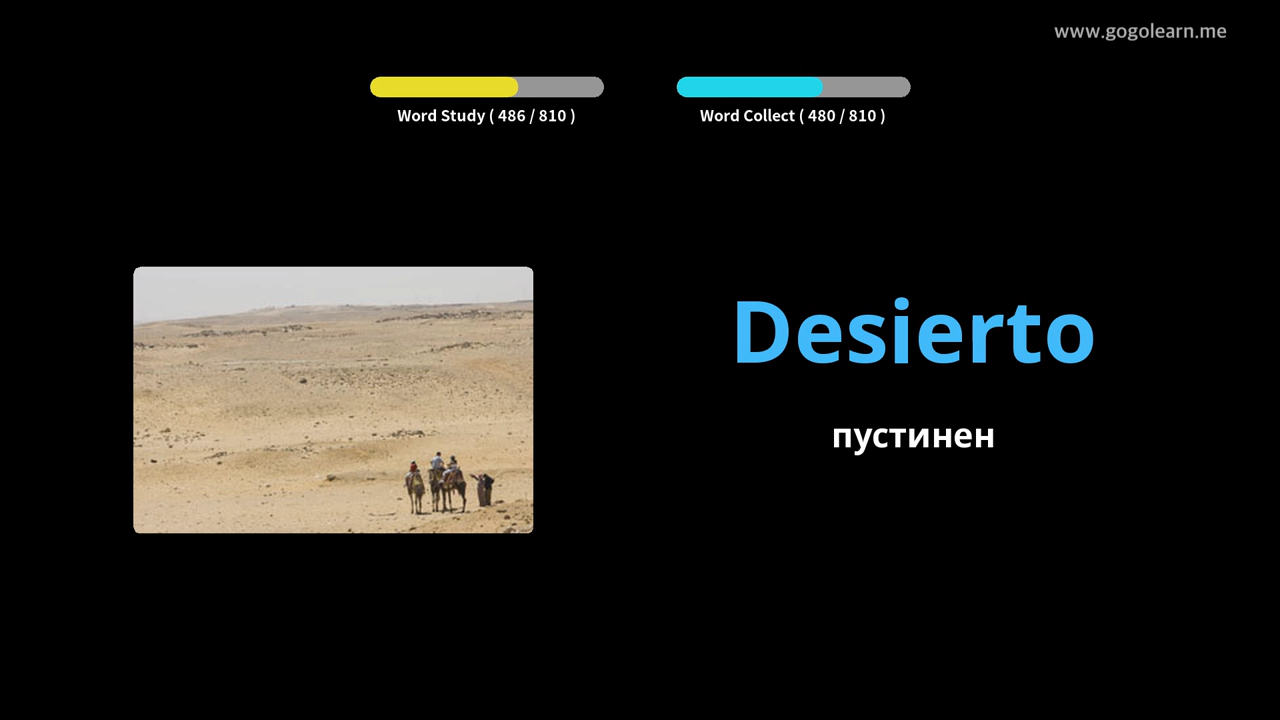 www.gogolearn.me
Word Study ( 486 / 810 )
Word Collect ( 480 / 810 )
Desierto
пустинен